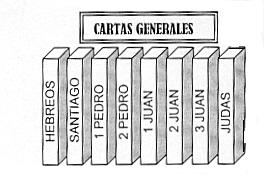 CARTAS GENERALES
HEBREOS
SANTIAGO
1 PEDRO
2 PEDRO
1 JUAN
2 JUAN
3 JUAN
JUDAS